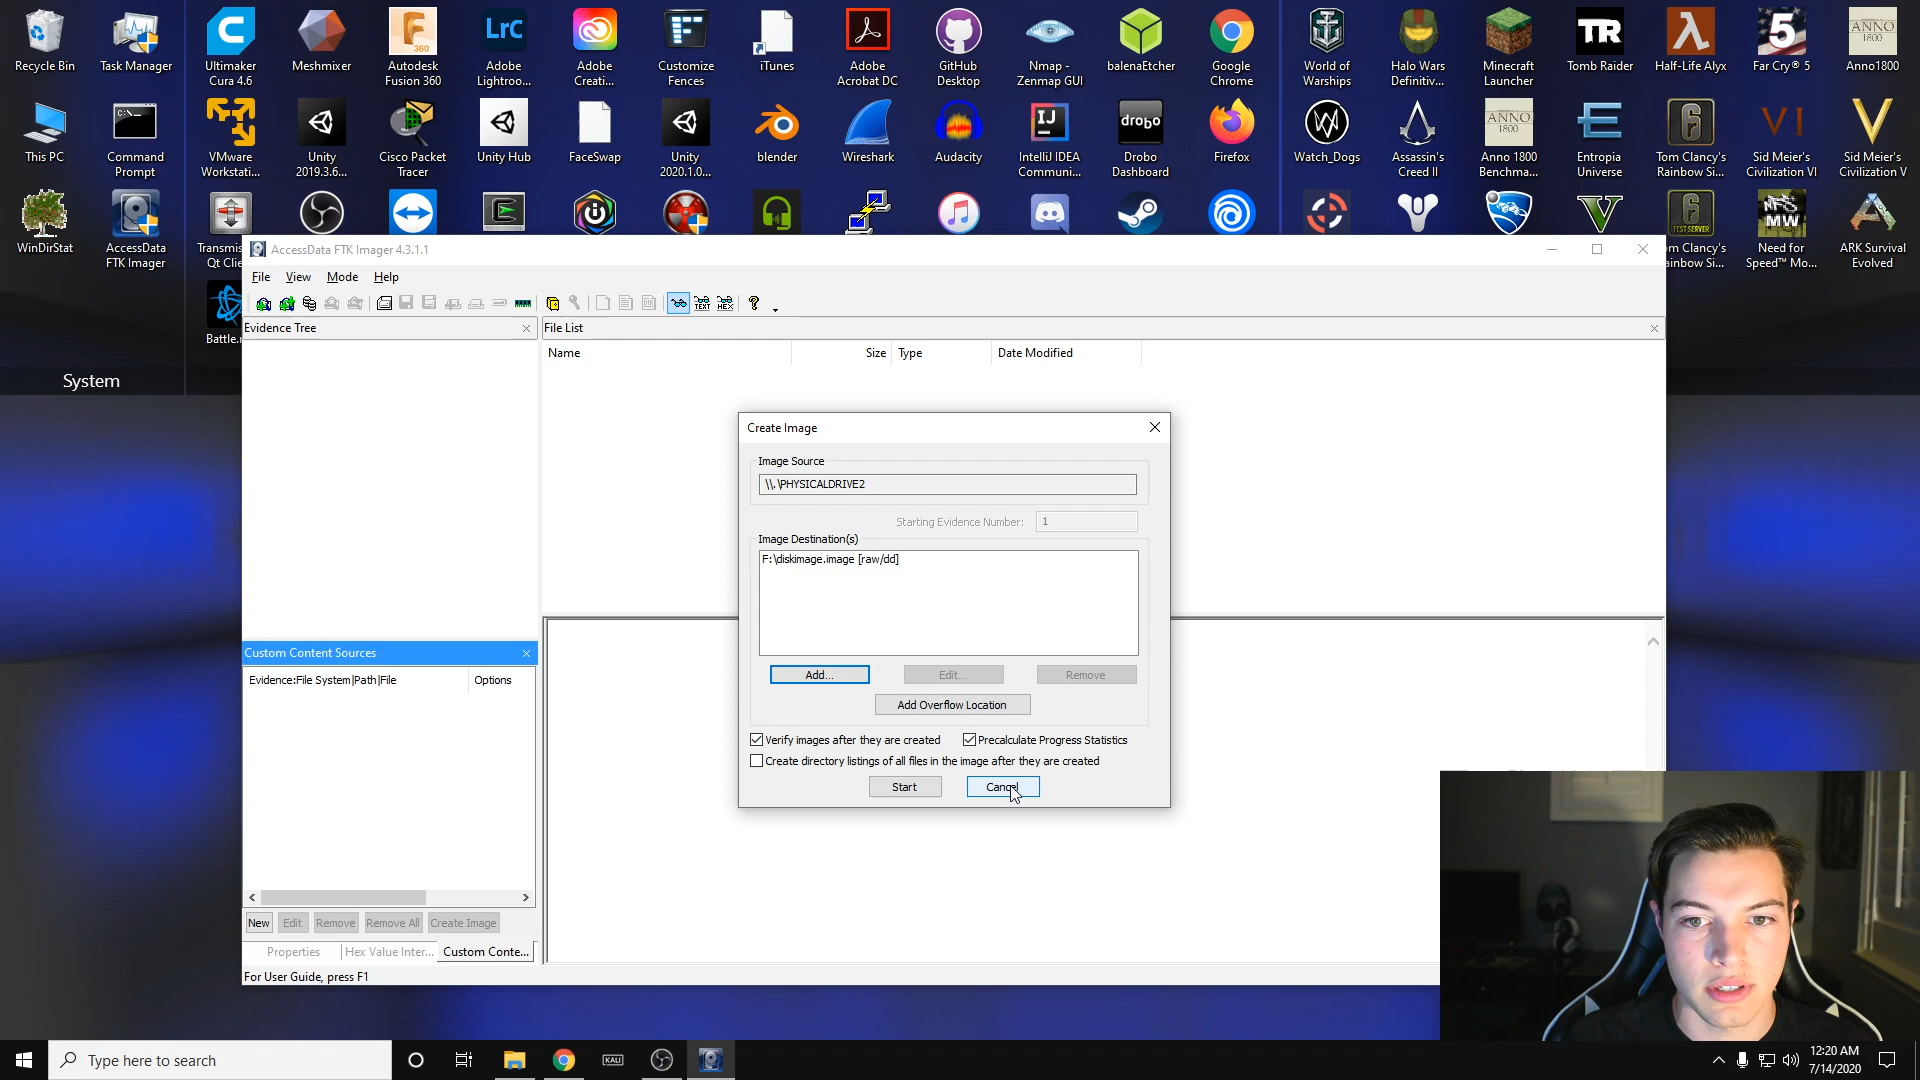 Recycle Bin
Task Manager
Ultimaker
Cura 4.6
Meshmixer
Autodesk
Fusion 360
Adobe
Lightroo...
Adobe
Creati...
Customize
Fences
iTunes
Adobe
Acrobat DC
GitHub
Desktop
Nmap -
Zenmap GUI
balenaEtcher
Google
Chrome
World of
Warships
Halo Wars
Definitiv...
Minecraft
Launcher
Tomb Raider
Half-Life Alyx
Far Cry® 5
Anno1800
This PC
Command
Prompt
VMware
Workstati...
Unity
2019.3.6...
Cisco Packet
Tracer
Unity Hub
FaceSwap
Unity
2020.1.0...
blender
Wireshark
Audacity
IntelliJ IDEA
Communi...
Drobo
Dashboard
Firefox
Watch_Dogs
Assassin's
Creed II
Anno 1800
Benchma...
Entropia
Universe
Tom Clancy's
Rainbow Si...
Sid Meier's
Civilization VI
Sid Meier's
Civilization V
WinDirStat
AccessData
FTK Imager
Transmis
Qt Clie
om Clancy's
ainbow Si...
Need for
Speed™ Mo...
ARK Survival
Evolved
Battle.n
System
AccessData FTK Imager 4.3.1.1
File View Mode Help
Evidence Tree
File List
Name Size Type Date Modified
Create Image
Image Source
\\.\PHYSICALDRIVE2
Starting Evidence Number: 1
Image Destination(s)
F:\diskimage.image [raw/dd]
Add... Edit... Remove
Add Overflow Location
Verify images after they are created Precalculate Progress Statistics
Create directory listings of all files in the image after they are created
Start Cancel
Custom Content Sources
Evidence:File System|Path|File Options
New Edit Remove Remove All Create Image
Properties Hex Value Inter... Custom Conte...
For User Guide, press F1
Type here to search
KALI
12:20 AM
7/14/2020